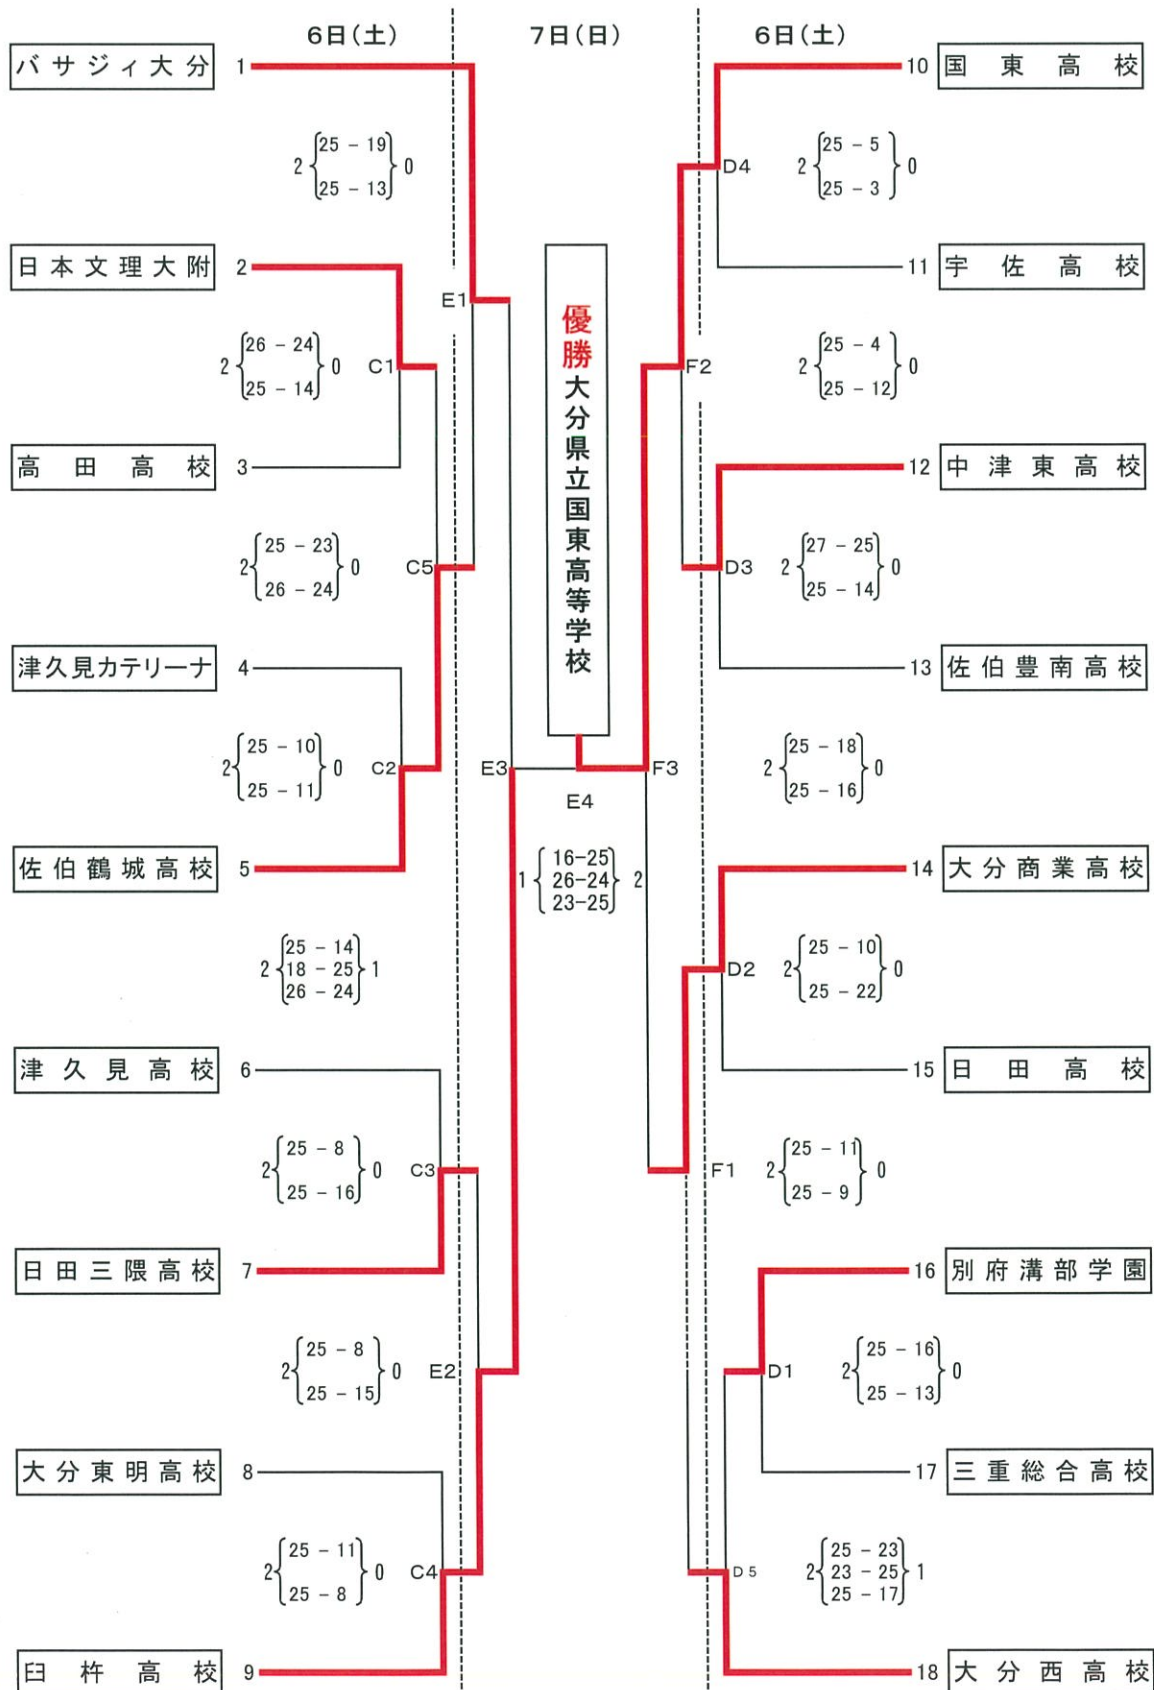 6日(土) 7日(日) 6日(土)
バサジィ大分 1
10 国東高校
2 25 - 19 0
25 - 13
D4
2 25 - 5 0
25 - 3
日本文理大附 2
11 宇佐高校
E1
2 26 - 24 0
25 - 14
C1
F2
2 25 - 4 0
25 - 12
高田高校 3
12 中津東高校
2 25 - 23 0
26 - 24
C5
D3
2 27 - 25 0
25 - 14
優勝 大分県立国東高等学校
津久見カテリーナ 4
13 佐伯豊南高校
2 25 - 10 0
25 - 11
C2
E3
F3
2 25 - 18 0
25 - 16
E4
佐伯鶴城高校 5
1 16-25 2
26-24
23-25
14 大分商業高校
2 25 - 14 1
18 - 25
26 - 24
D2
2 25 - 10 0
25 - 22
津久見高校 6
15 日田高校
2 25 - 8 0
25 - 16
C3
F1
2 25 - 11 0
25 - 9
日田三隈高校 7
16 別府溝部学園
2 25 - 8 0
25 - 15
E2
D1
2 25 - 16 0
25 - 13
大分東明高校 8
17 三重総合高校
2 25 - 11 0
25 - 8
C4
D5
2 25 - 23 1
23 - 25
25 - 17
臼杵高校 9
18 大分西高校